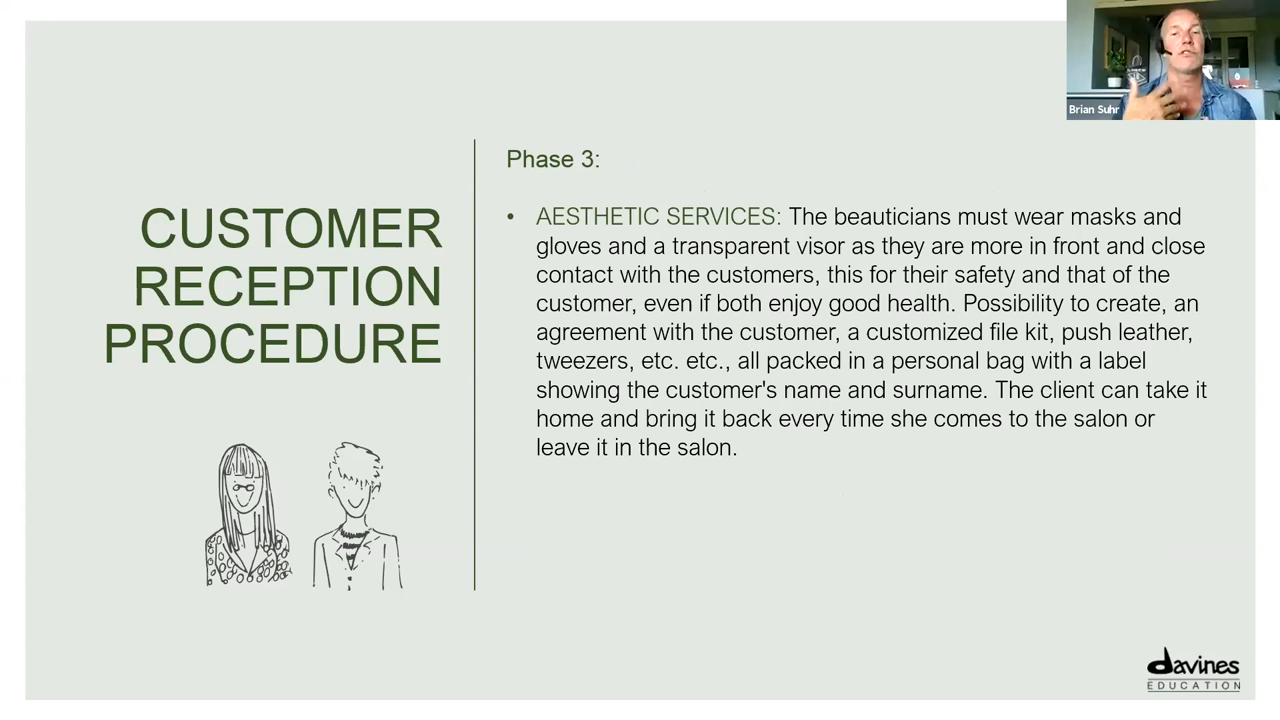 Brian Suhr
CUSTOMER
RECEPTION
PROCEDURE
Phase 3:
• AESTHETIC SERVICES: The beauticians must wear masks and
gloves and a transparent visor as they are more in front and close
contact with the customers, this for their safety and that of the
customer, even if both enjoy good health. Possibility to create, an
agreement with the customer, a customized file kit, push leather,
tweezers, etc. etc., all packed in a personal bag with a label
showing the customer's name and surname. The client can take it
home and bring it back every time she comes to the salon or
leave it in the salon.
davines
EDUCATION